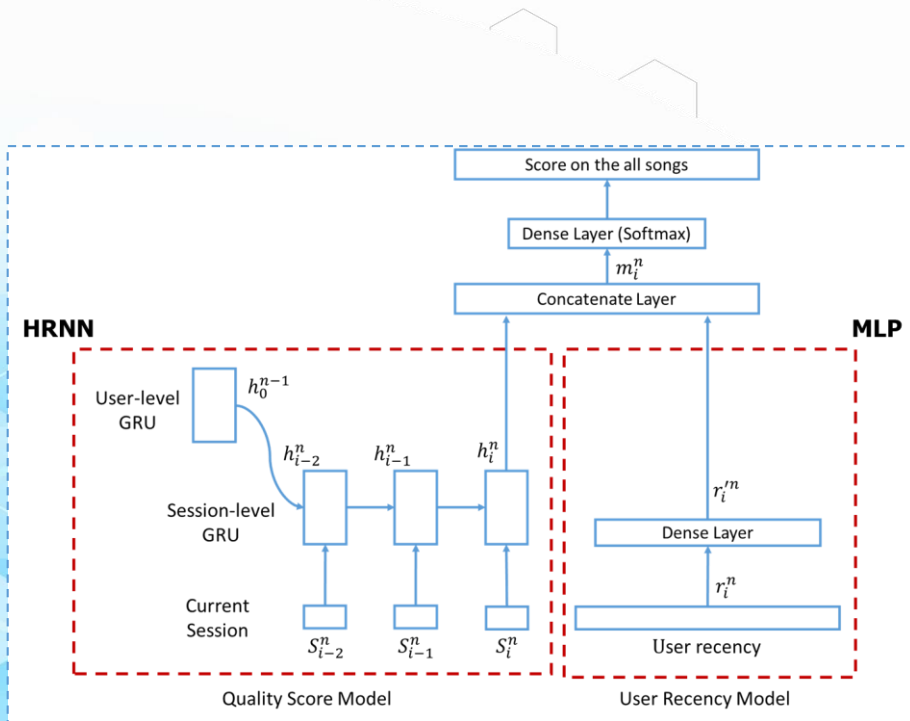 Score on the all songs
Dense Layer (Softmax)
m_i^n
Concatenate Layer
HRNN
MLP
User-level
GRU
h_0^{n-1}
h_{i-2}^n
h_{i-1}^n
h_i^n
Session-level
GRU
Current
Session
S_{i-2}^n
S_{i-1}^n
S_i^n
r_i'^n
Dense Layer
r_i^n
User recency
Quality Score Model
User Recency Model